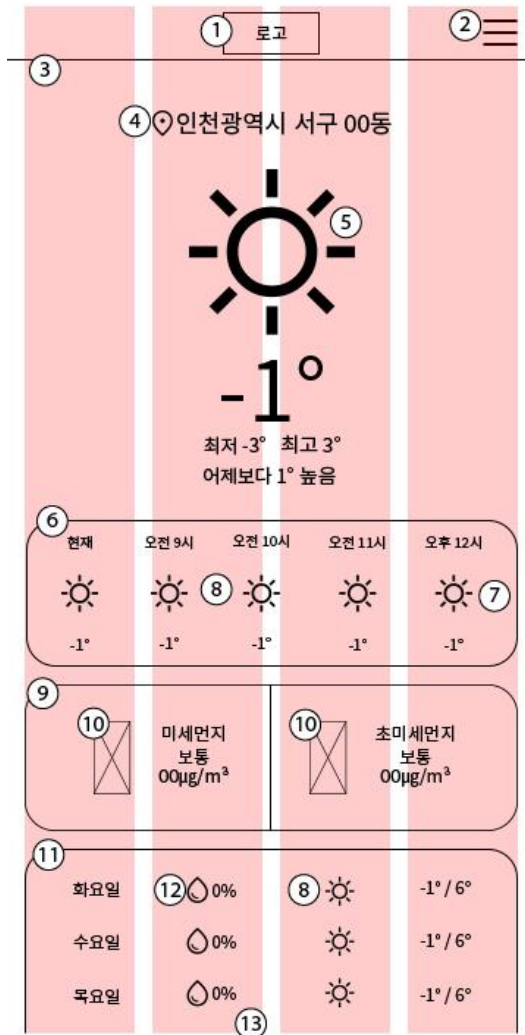 1 로고 2
3
4 인천광역시 서구 00동
5
-1°
최저 -3° 최고 3°
어제보다 1° 높음
6
현재 오전 9시 오전 10시 오전 11시 오후 12시
8 7
-1° -1° -1° -1° -1°
9
10 미세먼지 10 초미세먼지
보통 보통
00μg/m³ 00μg/m³
11
화요일 12 0% 8 -1° / 6°
수요일 0% -1° / 6°
목요일 0% -1° / 6°
13